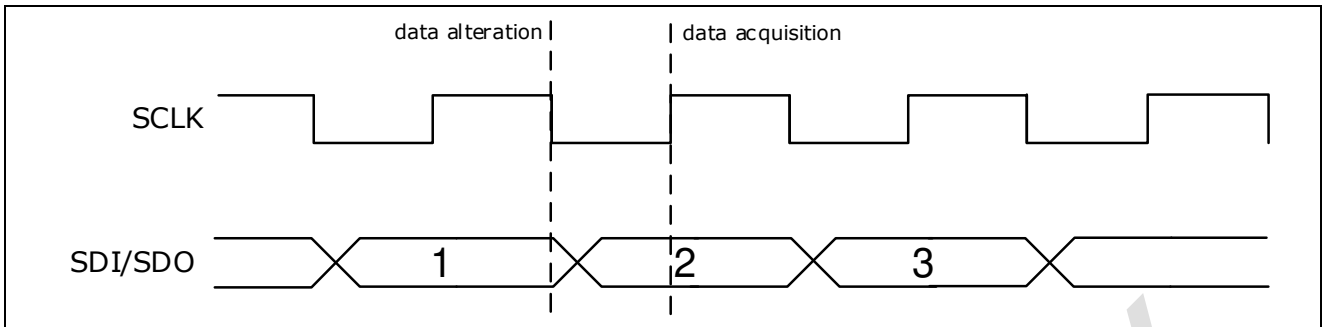 data alteration
data acquisition
SCLK
SDI/SDO
1
2
3